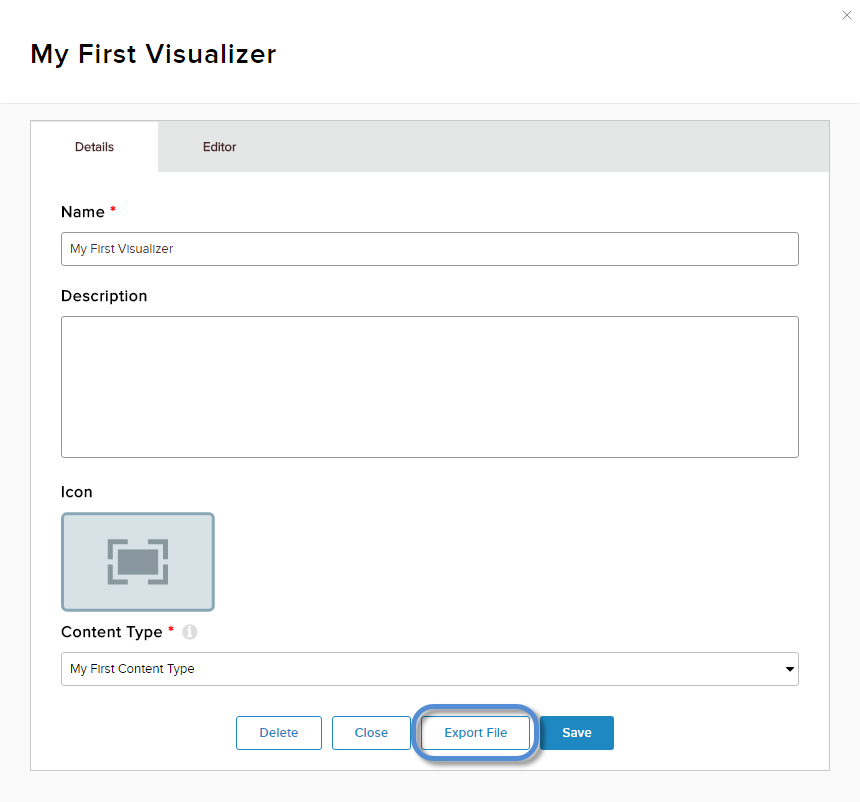 My First Visualizer
Details Editor
Name *
My First Visualizer
Description
Icon
Content Type *
My First Content Type
Delete Close Export File Save